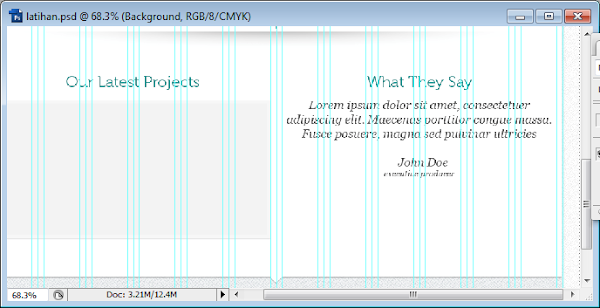 latihan.psd @ 68.3% (Background, RGB/8/CMYK)
Our Latest Projects
What They Say
Lorem ipsum dolor sit amet, consectetuer
adipiscing elit. Maecenas porttitor congue massa.
Fusce posuere, magna sed pulvinar ultricies
John Doe
executive producer
68.3%
Doc: 3.21M/12.4M